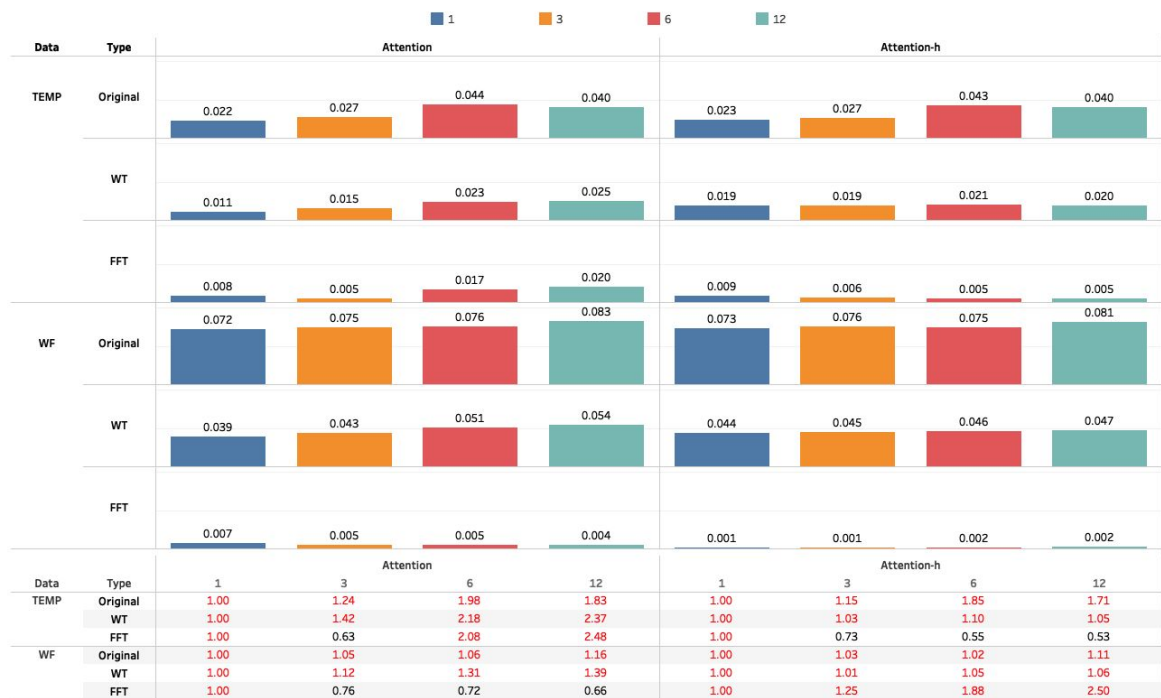 1 3 6 12
Data Type Attention Attention-h
TEMP Original 0.022 0.027 0.044 0.040 0.023 0.027 0.043 0.040
WT 0.011 0.015 0.023 0.025 0.019 0.019 0.021 0.020
FFT 0.008 0.005 0.017 0.020 0.009 0.006 0.005 0.005
WF Original 0.072 0.075 0.076 0.083 0.073 0.076 0.075 0.081
WT 0.039 0.043 0.051 0.054 0.044 0.045 0.046 0.047
FFT 0.007 0.005 0.005 0.004 0.001 0.001 0.002 0.002
Attention Attention-h
Data Type 1 3 6 12 1 3 6 12
TEMP Original 1.00 1.24 1.98 1.83 1.00 1.15 1.85 1.71
WT 1.00 1.42 2.18 2.37 1.00 1.03 1.10 1.05
FFT 1.00 0.63 2.08 2.48 1.00 0.73 0.55 0.53
WF Original 1.00 1.05 1.06 1.16 1.00 1.03 1.02 1.11
WT 1.00 1.12 1.31 1.39 1.00 1.01 1.05 1.06
FFT 1.00 0.76 0.72 0.66 1.00 1.25 1.88 2.50